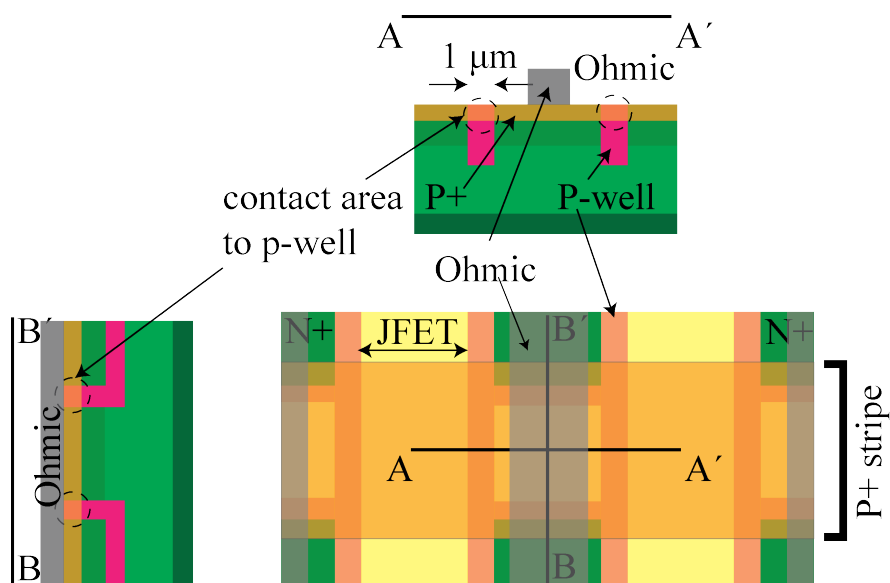 A
A´
1 μm
Ohmic
contact area
to p-well
P+
P-well
Ohmic
B´
Ohmic
B
N+
JFET
B´
N+
A
A´
B
P+ stripe